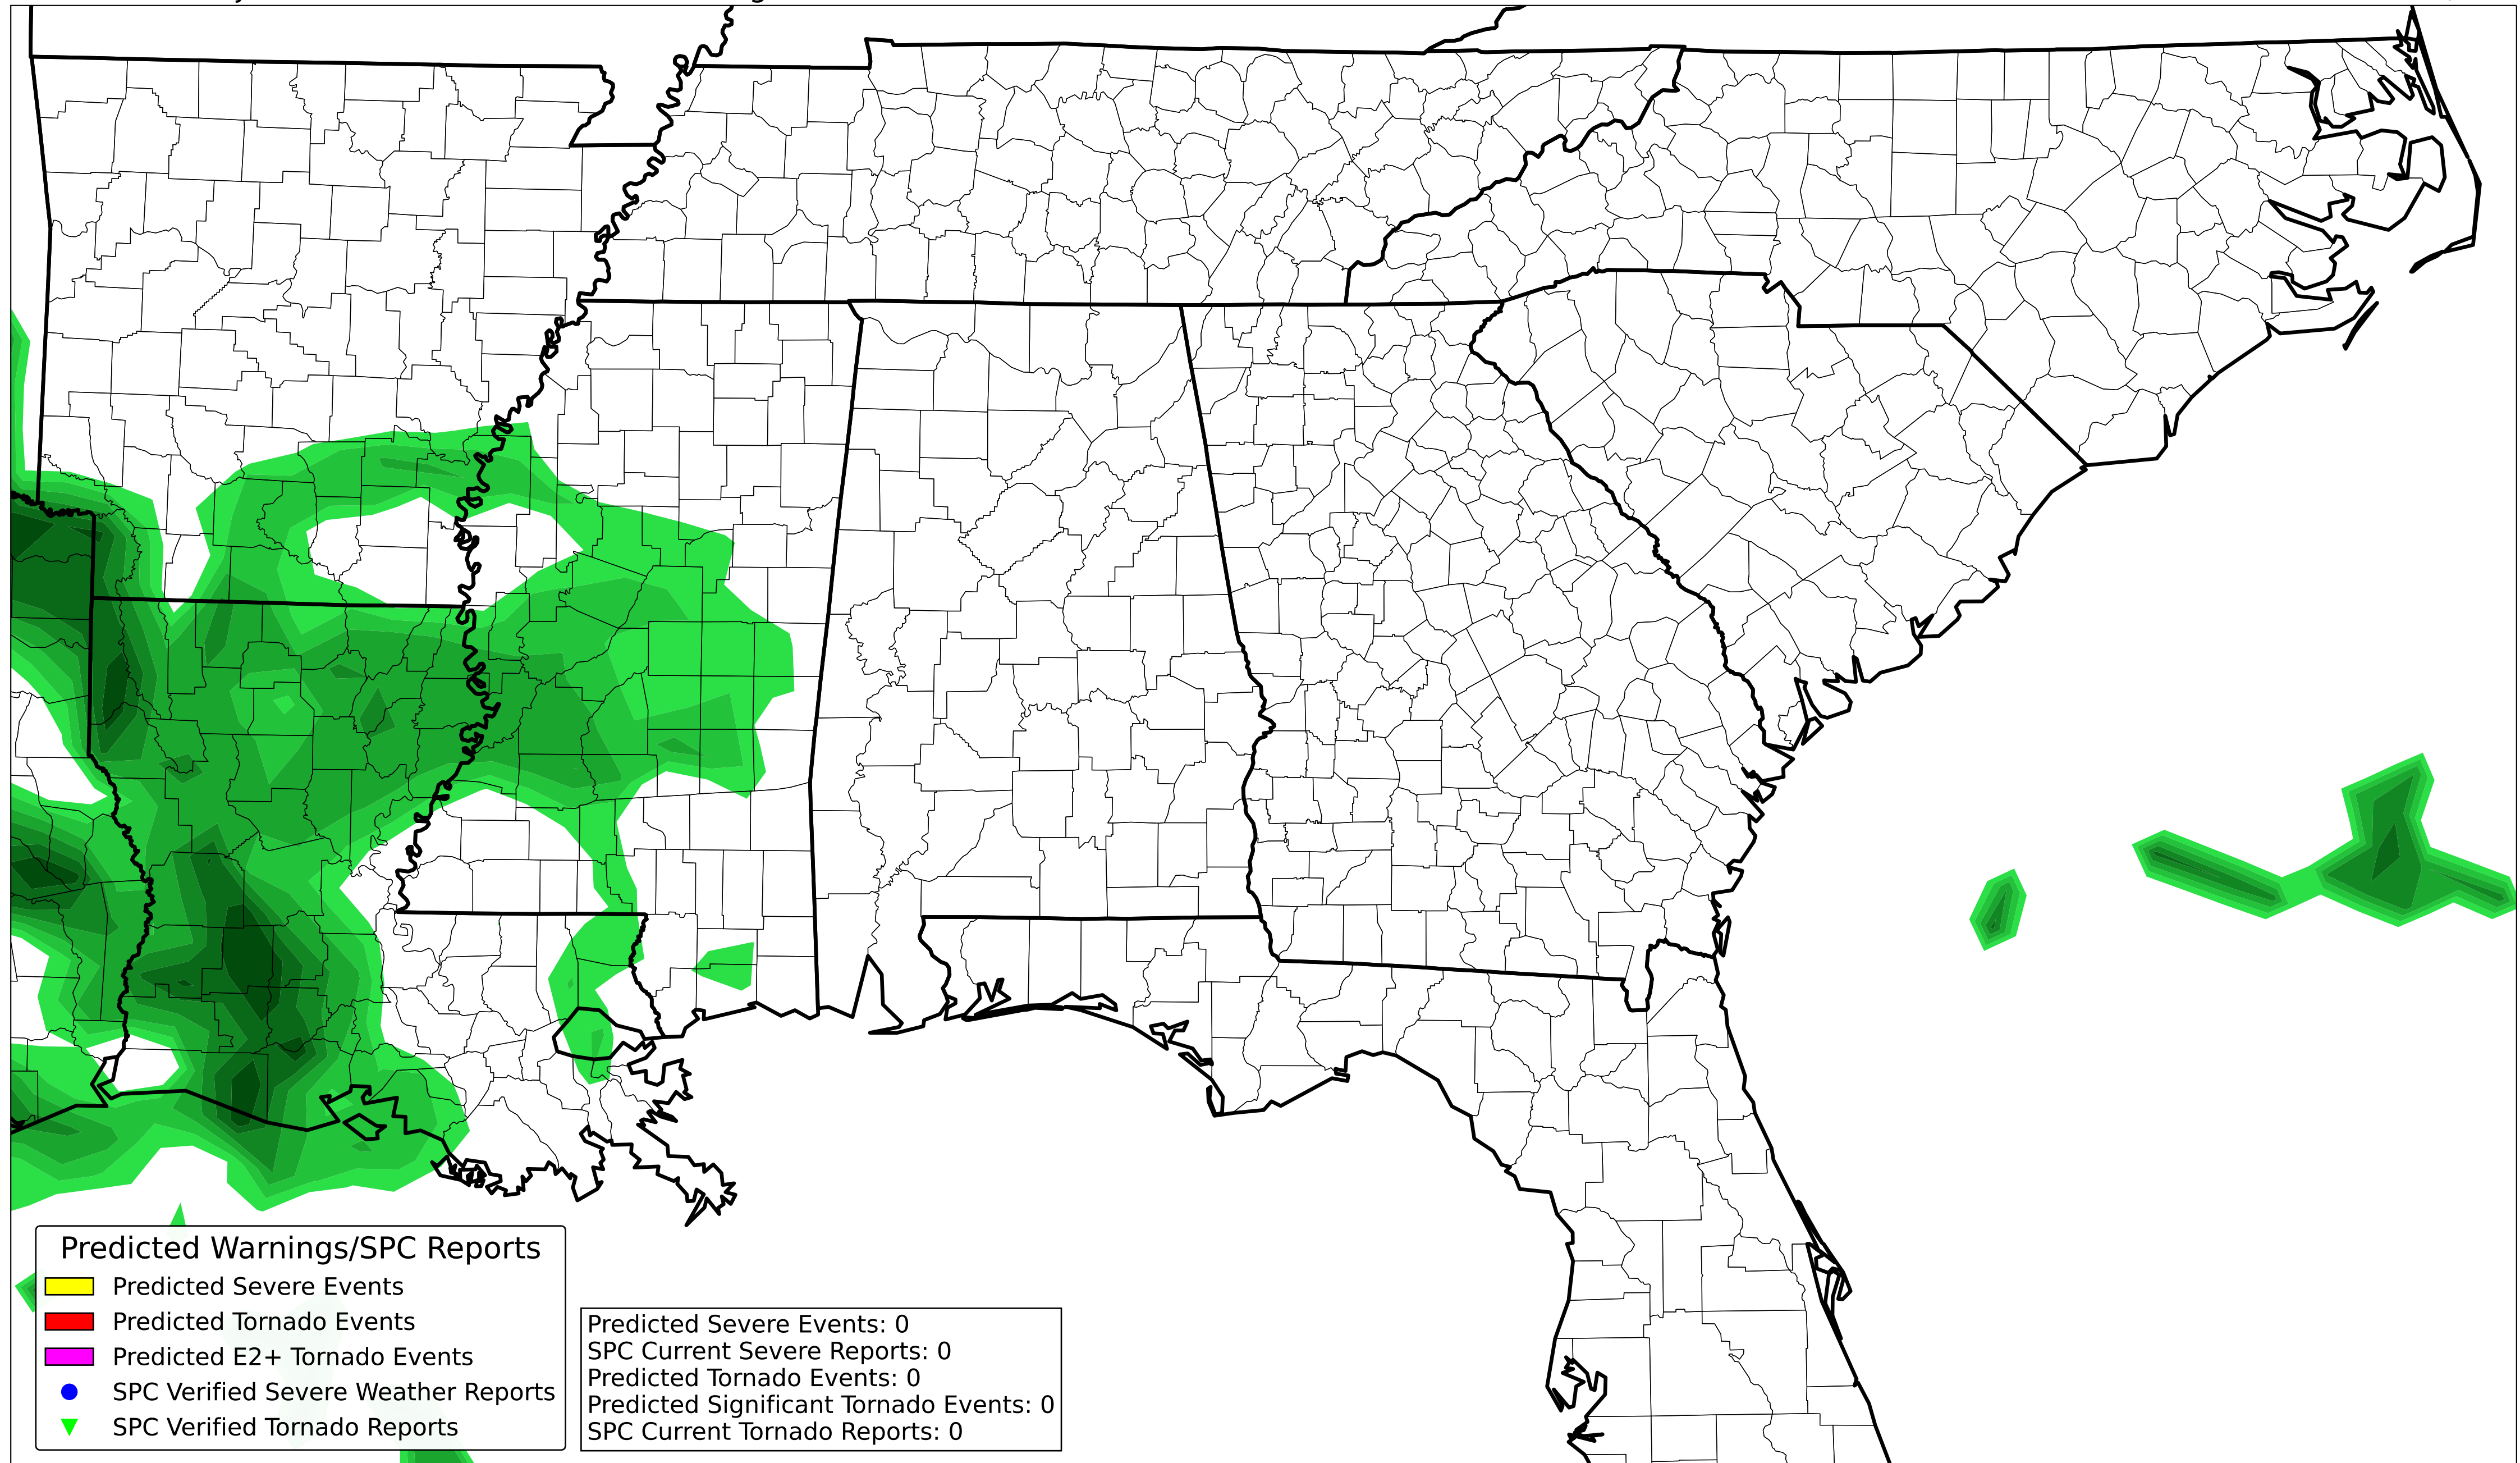 Predicted Warnings/SPC Reports
Predicted Severe Events
Predicted Tornado Events
Predicted E2+ Tornado Events
SPC Verified Severe Weather Reports
SPC Verified Tornado Reports
Predicted Severe Events: 0
SPC Current Severe Reports: 0
Predicted Tornado Events: 0
Predicted Significant Tornado Events: 0
SPC Current Tornado Reports: 0